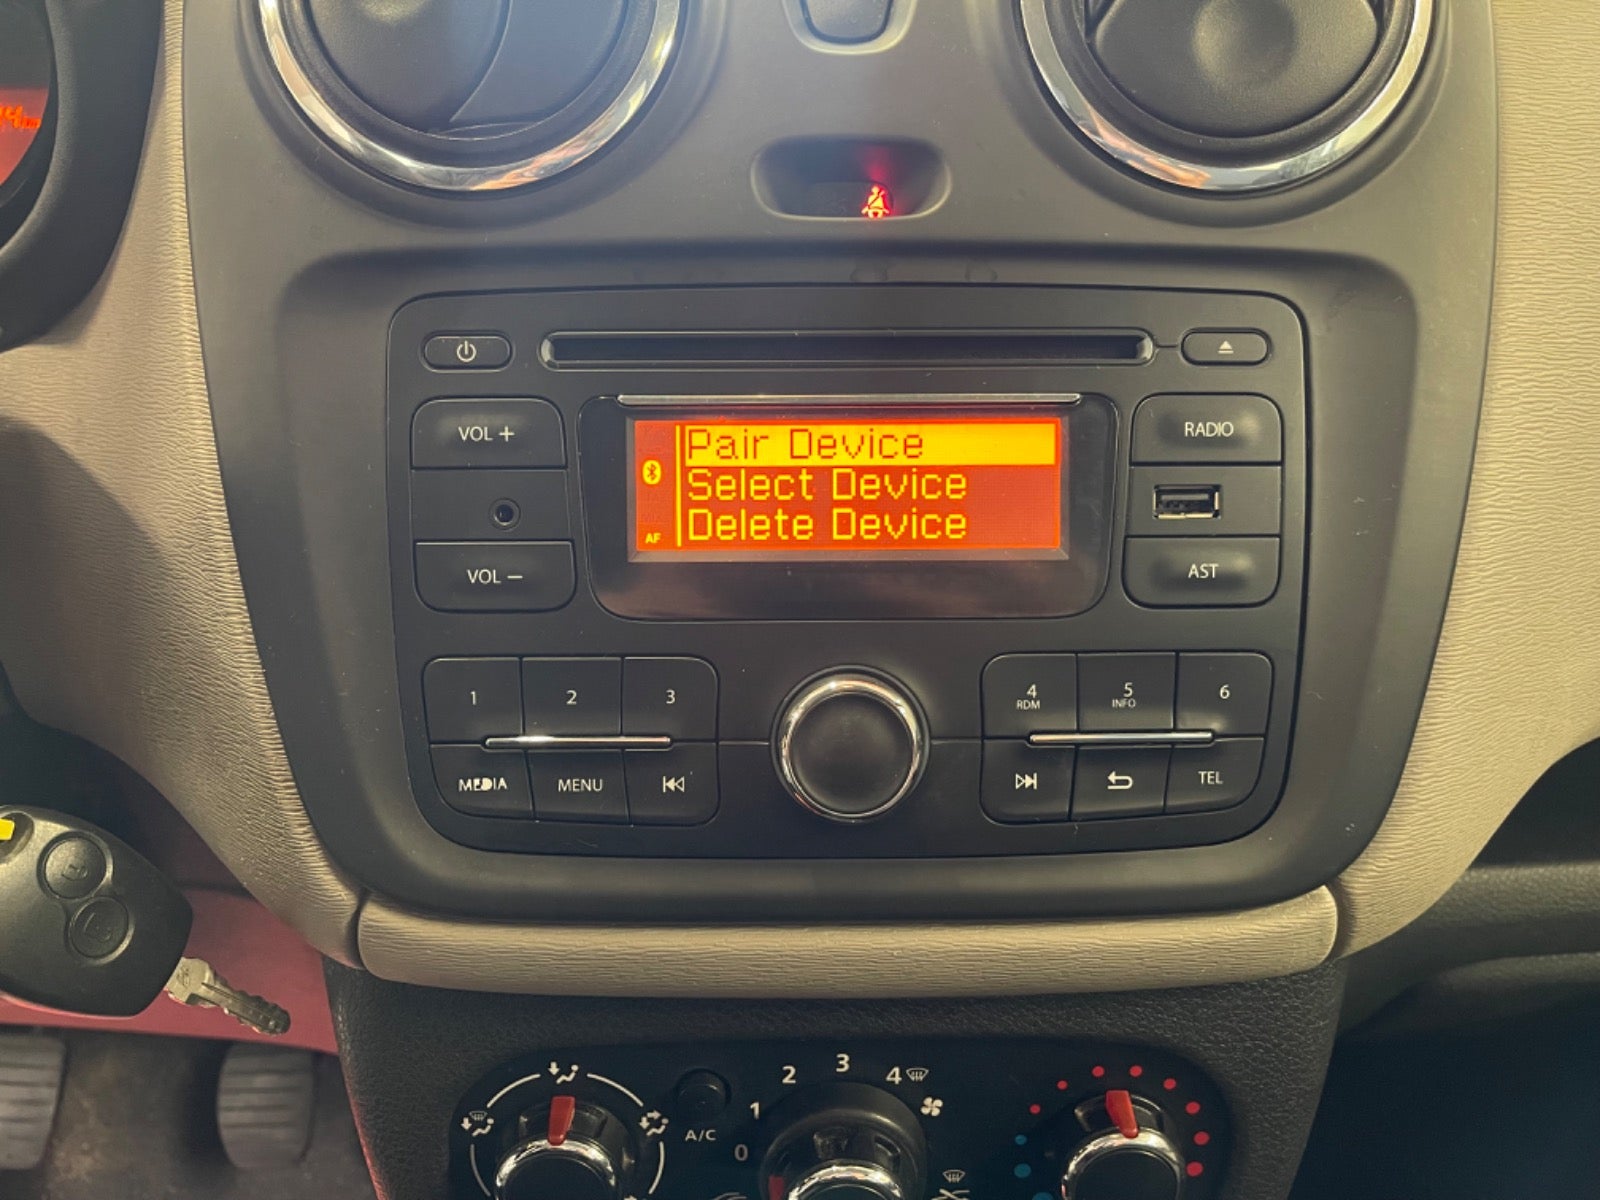 VOL +
RADIO
Pair Device
Select Device
Delete Device
AF
VOL −
AST
1
2
3
4
RDM
5
INFO
6
MEDIA
MENU
TEL
A/C
0
1
2
3
4